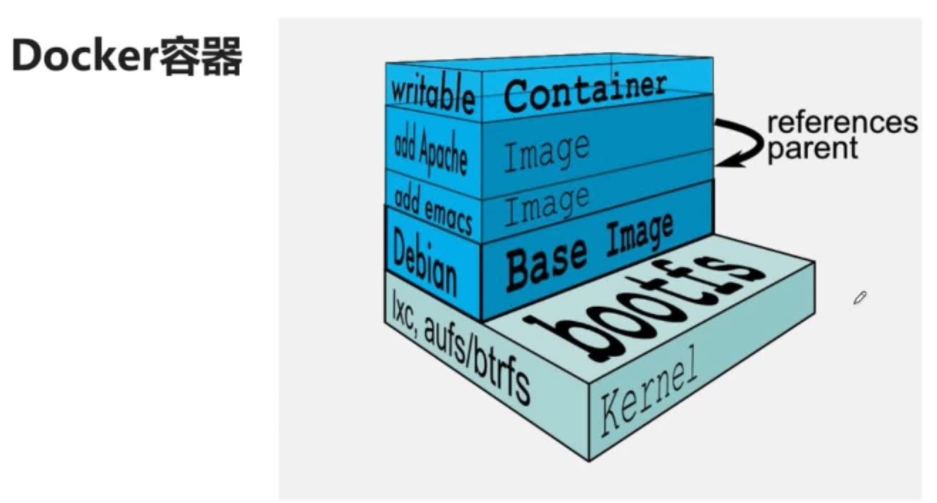 Docker容器
writable Container
add Apache Image
add emacs Image
Debian Base Image
references
parent
bootfs
lxc, aufs/btrfs
Kernel